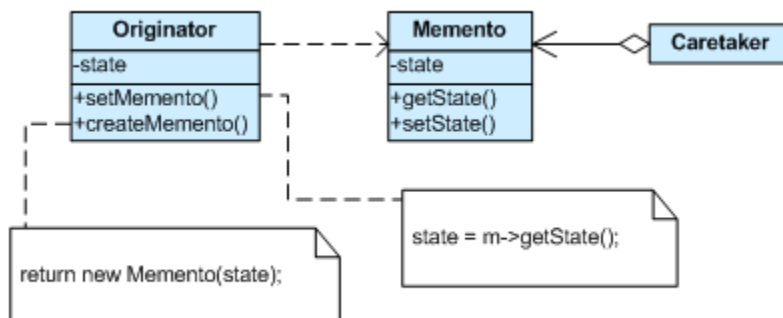 Originator
-state
+setMemento()
+createMemento()
Memento
-state
+getState()
+setState()
Caretaker
state = m->getState();
return new Memento(state);